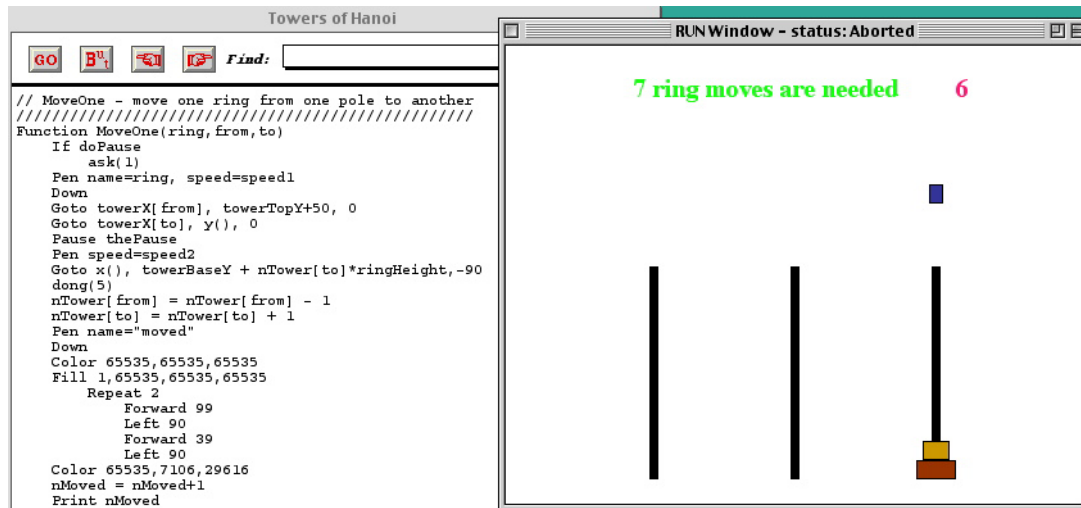 Towers of Hanoi
GO But Find:
// MoveOne - move one ring from one pole to another
///////////////////////////////////////////////////
Function MoveOne(ring,from,to)
If doPause
ask(1)
Pen name=ring, speed=speed1
Down
Goto towerX[from], towerTopY+50, 0
Goto towerX[to], y(), 0
Pause thePause
Pen speed=speed2
Goto x(), towerBaseY + nTower[to]*ringHeight,-90
dong(5)
nTower[from] = nTower[from] - 1
nTower[to] = nTower[to] + 1
Pen name="moved"
Down
Color 65535,65535,65535
Fill 1,65535,65535,65535
Repeat 2
Forward 99
Left 90
Forward 39
Left 90
Color 65535,7106,29616
nMoved = nMoved+1
Print nMoved
RUN Window - status: Aborted
7 ring moves are needed 6